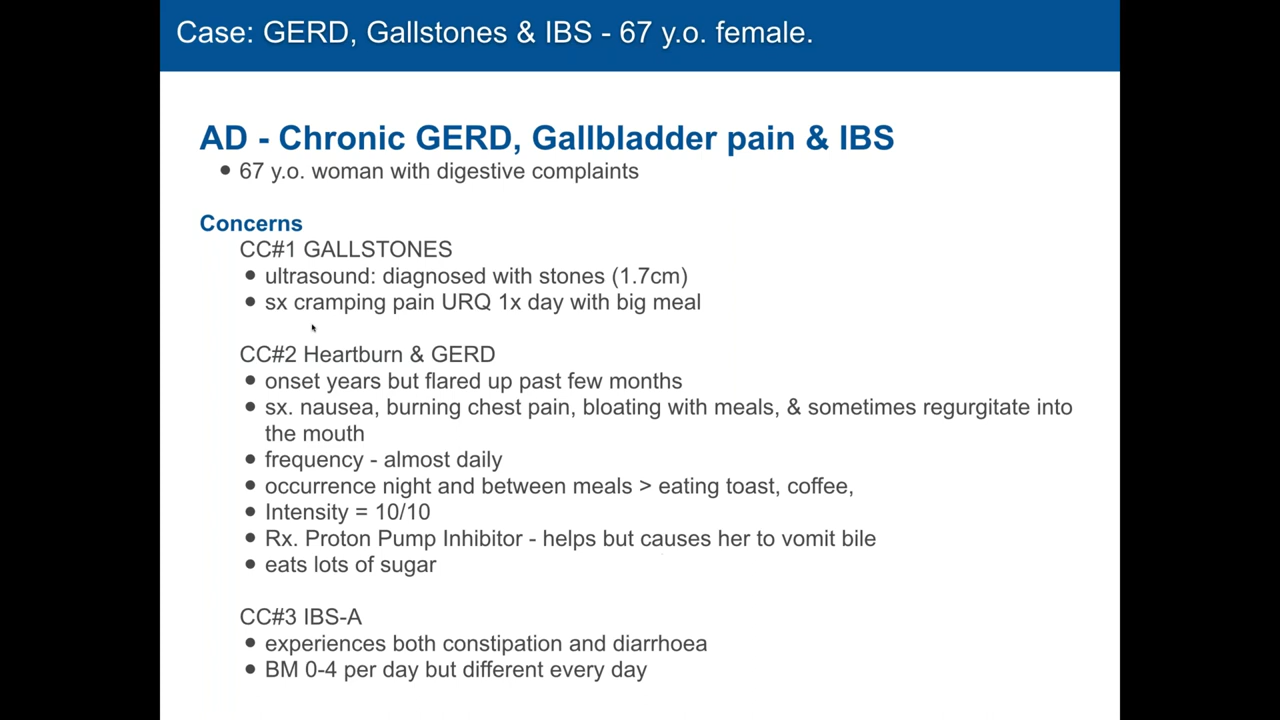 Case: GERD, Gallstones & IBS - 67 y.o. female.
AD - Chronic GERD, Gallbladder pain & IBS
• 67 y.o. woman with digestive complaints
Concerns
CC#1 GALLSTONES
• ultrasound: diagnosed with stones (1.7cm)
• sx cramping pain URQ 1x day with big meal
CC#2 Heartburn & GERD
• onset years but flared up past few months
• sx. nausea, burning chest pain, bloating with meals, & sometimes regurgitate into
the mouth
• frequency - almost daily
• occurrence night and between meals > eating toast, coffee,
• Intensity = 10/10
• Rx. Proton Pump Inhibitor - helps but causes her to vomit bile
• eats lots of sugar
CC#3 IBS-A
• experiences both constipation and diarrhoea
• BM 0-4 per day but different every day